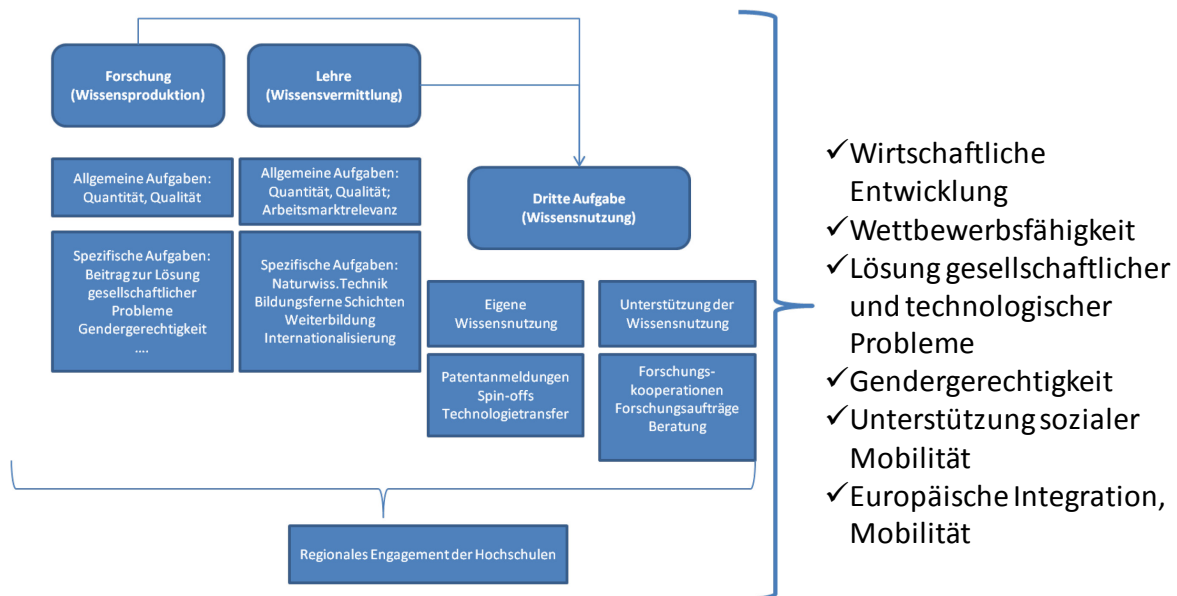 Forschung
(Wissensproduktion)
Lehre
(Wissensvermittlung)
Allgemeine Aufgaben:
Quantität, Qualität
Allgemeine Aufgaben:
Quantität, Qualität;
Arbeitsmarktrelevanz
Dritte Aufgabe
(Wissensnutzung)
Spezifische Aufgaben:
Beitrag zur Lösung
gesellschaftlicher
Probleme
Gendergerechtigkeit
....
Spezifische Aufgaben:
Naturwiss.Technik
Bildungsferne Schichten
Weiterbildung
Internationalisierung
Eigene
Wissensnutzung
Unterstützung der
Wissensnutzung
Patentanmeldungen
Spin-offs
Technologietransfer
Forschungs-
kooperationen
Forschungsaufträge
Beratung
Regionales Engagement der Hochschulen
✓Wirtschaftliche
Entwicklung
✓Wettbewerbsfähigkeit
✓Lösung gesellschaftlicher
und technologischer
Probleme
✓Gendergerechtigkeit
✓Unterstützung sozialer
Mobilität
✓Europäische Integration,
Mobilität